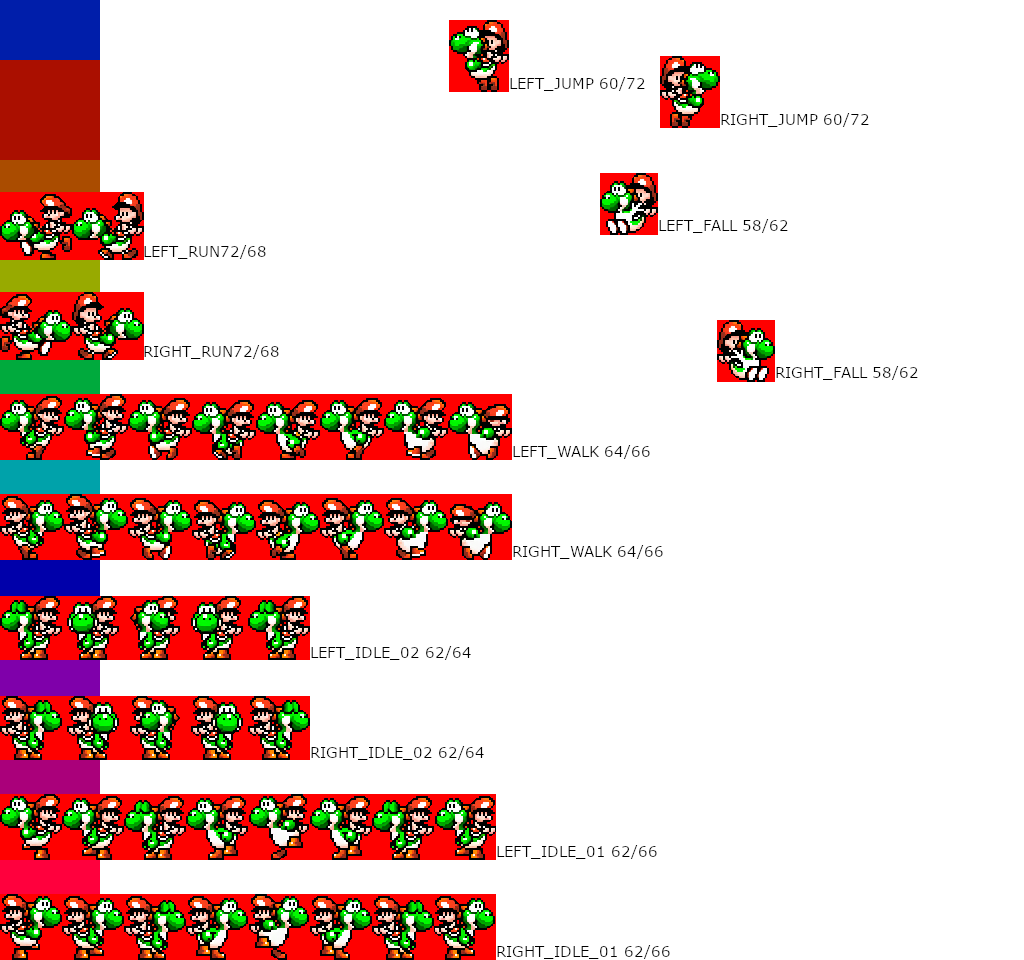 LEFT_JUMP 60/72
RIGHT_JUMP 60/72
LEFT_FALL 58/62
LEFT_RUN72/68
RIGHT_RUN72/68
RIGHT_FALL 58/62
LEFT_WALK 64/66
RIGHT_WALK 64/66
LEFT_IDLE_02 62/64
RIGHT_IDLE_02 62/64
LEFT_IDLE_01 62/66
RIGHT_IDLE_01 62/66